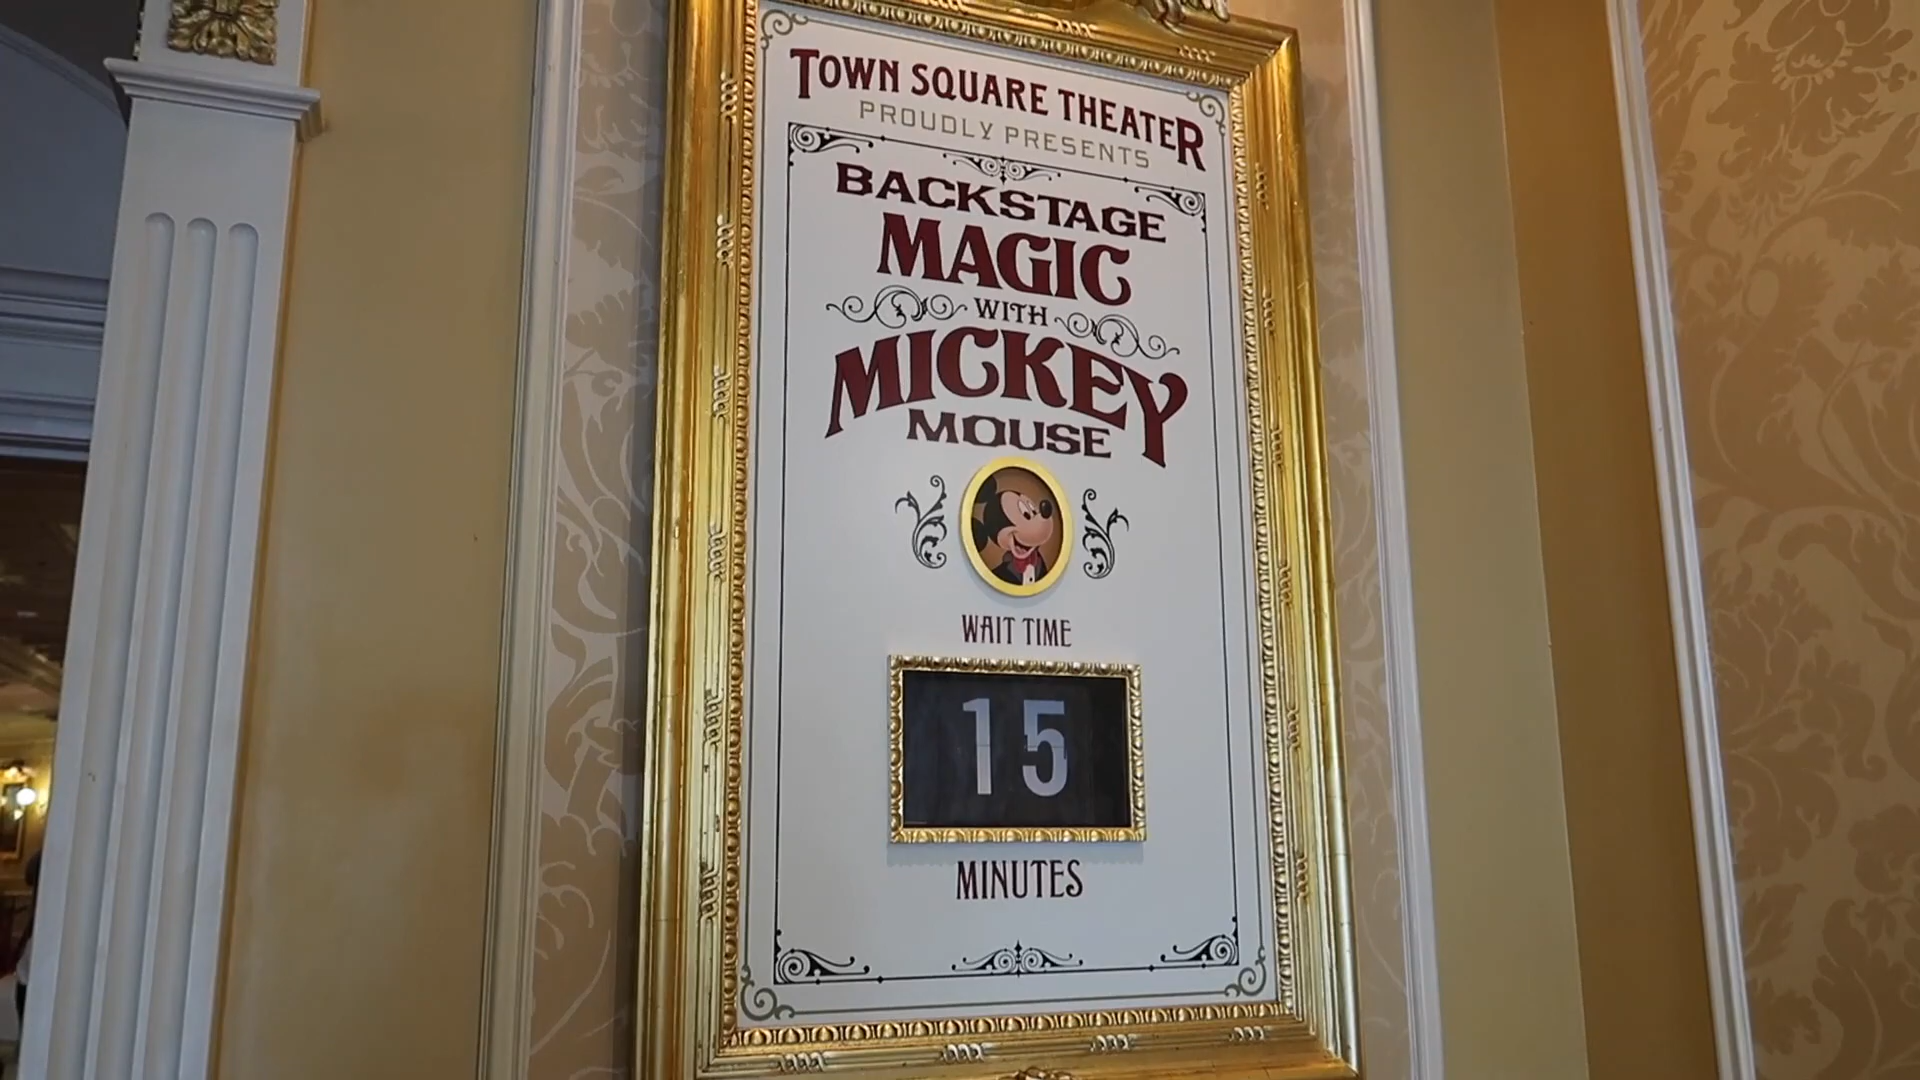 TOWN SQUARE THEATER
PROUDLY PRESENTS
BACKSTAGE
MAGIC
WITH
MICKEY
MOUSE
WAIT TIME
15
MINUTES